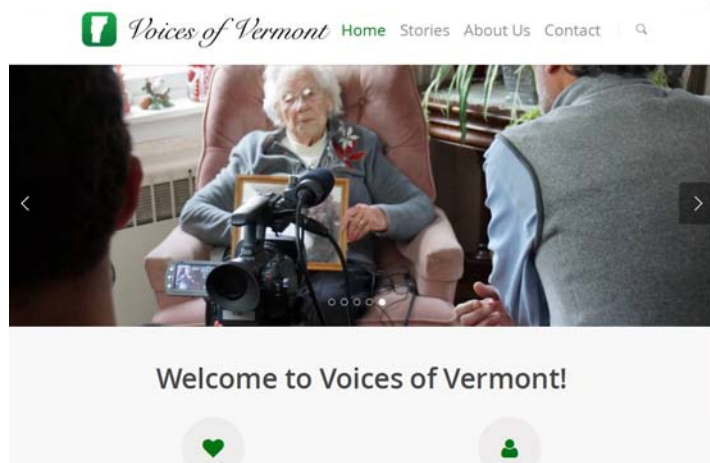 Voices of Vermont Home Stories About Us Contact
Welcome to Voices of Vermont!